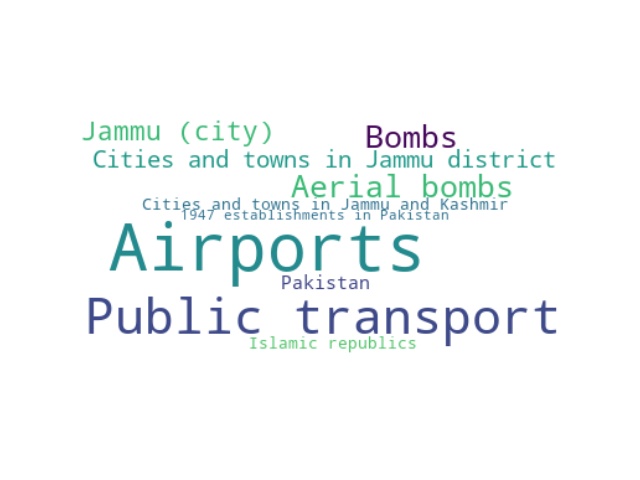 Jammu (city)
Bombs
Cities and towns in Jammu district
Aerial bombs
Cities and towns in Jammu and Kashmir
1947 establishments in Pakistan
Airports
Pakistan
Public transport
Islamic republics